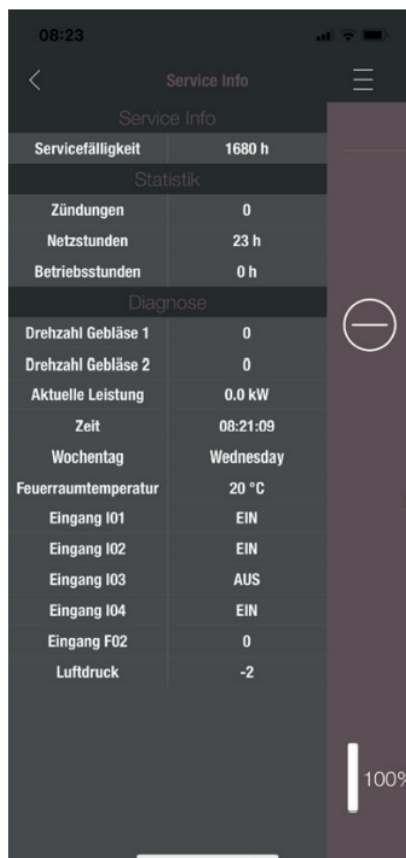 08:23
Service Info
Service Info
Servicefälligkeit 1680 h
Statistik
Zündungen 0
Netzstunden 23 h
Betriebsstunden 0 h
Diagnose
Drehzahl Gebläse 1 0
Drehzahl Gebläse 2 0
Aktuelle Leistung 0.0 kW
Zeit 08:21:09
Wochentag Wednesday
Feuerraumtemperatur 20 °C
Eingang I01 EIN
Eingang I02 EIN
Eingang I03 AUS
Eingang I04 EIN
Eingang F02 0
Luftdruck -2
100%